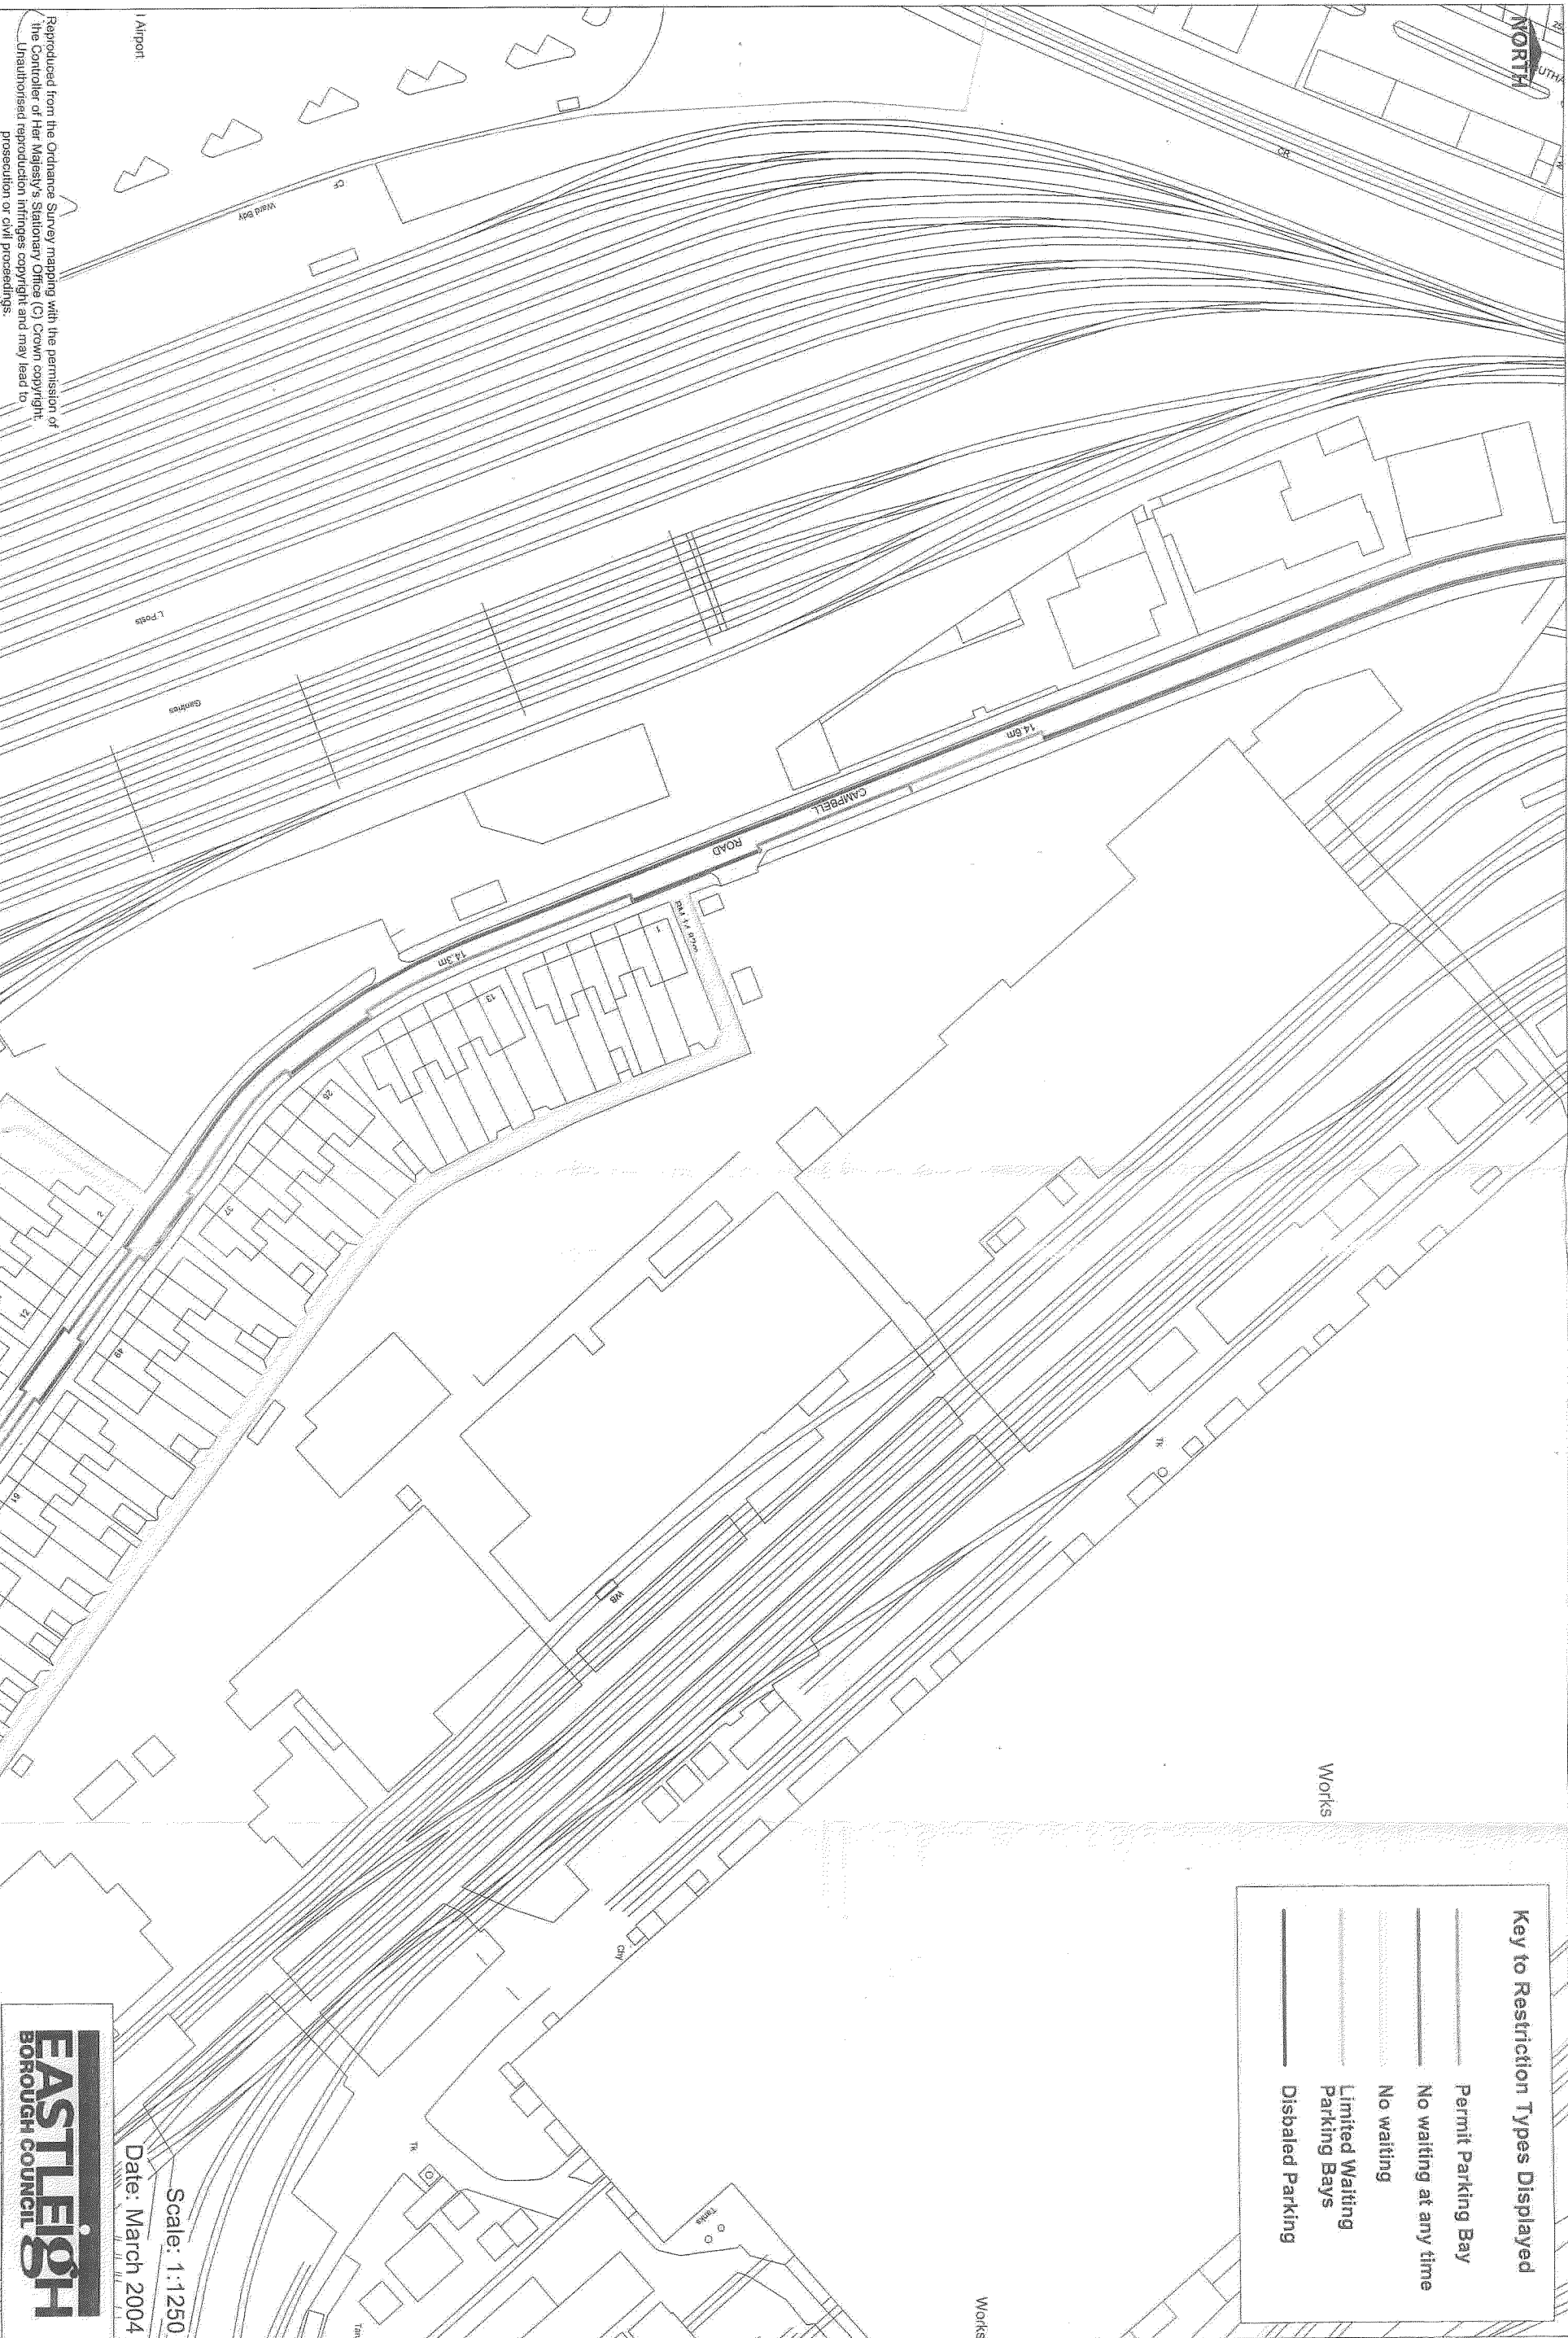 NORTH
CR
Airport
CF
Ward Bdy
L Posts
Gantries
14.6m
CAMPBELL
ROAD
14.3m
1
13
25
37
49
61
2
12
WB
Tk
Chy
Tk
Tanks
Works
Works
Key to Restriction Types Displayed
Permit Parking Bay
No waiting at any time
No waiting
Limited Waiting
Parking Bays
Disbaled Parking
Reproduced from the Ordnance Survey mapping with the permission of
the Controller of Her Majesty's Stationary Office (C) Crown copyright.
Unauthorised reproduction infringes copyright and may lead to
prosecution or civil proceedings.
Scale: 1:1250
Date: March 2004
EASTLEIGH
BOROUGH COUNCIL